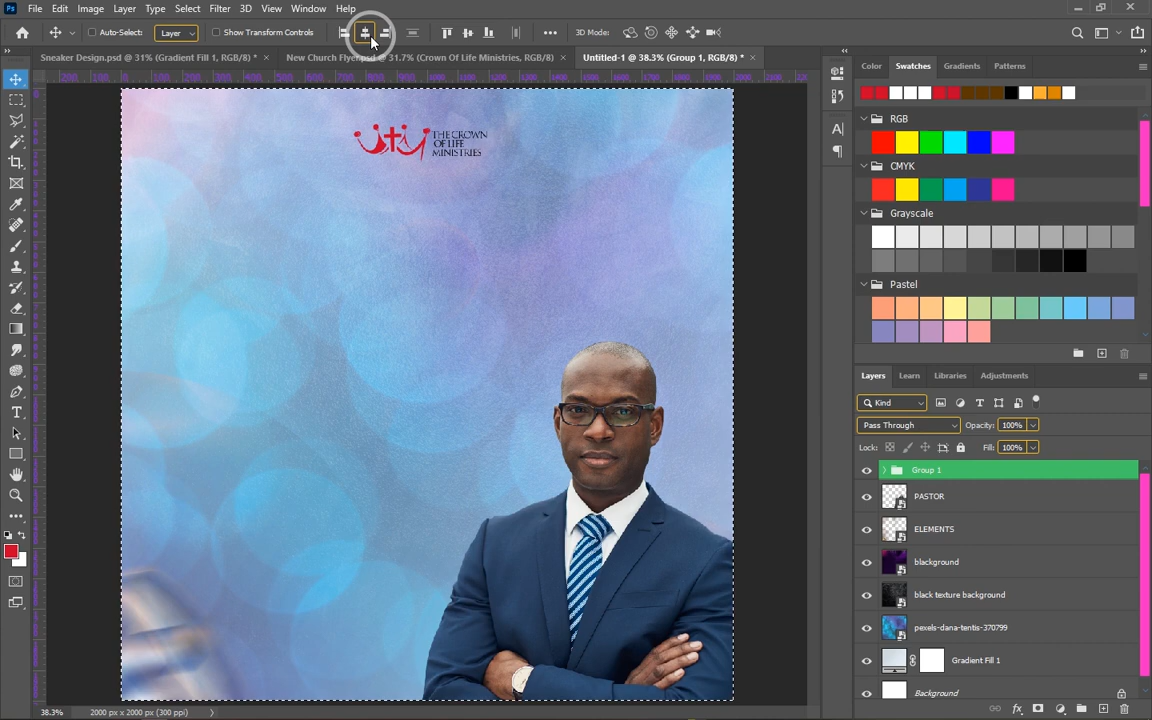 Ps File Edit Image Layer Type Select Filter 3D View Window Help
Auto-Select: Layer Show Transform Controls 3D Mode:
Sneaker Design.psd @ 31% (Gradient Fill 1, RGB/8) * ×
New Church Flyer.psd @ 31.7% (Crown Of Life Ministries, RGB/8) ×
Untitled-1 @ 38.3% (Group 1, RGB/8) * ×
THE CROWN
OF LIFE
MINISTRIES
Color Swatches Gradients Patterns
RGB
CMYK
Grayscale
Pastel
Layers Learn Libraries Adjustments
Kind
Pass Through Opacity: 100%
Lock: Fill: 100%
Group 1
PASTOR
ELEMENTS
blackground
black texture background
pexels-dana-tentis-370799
Gradient Fill 1
Background
38.3% 2000 px x 2000 px (300 ppi)